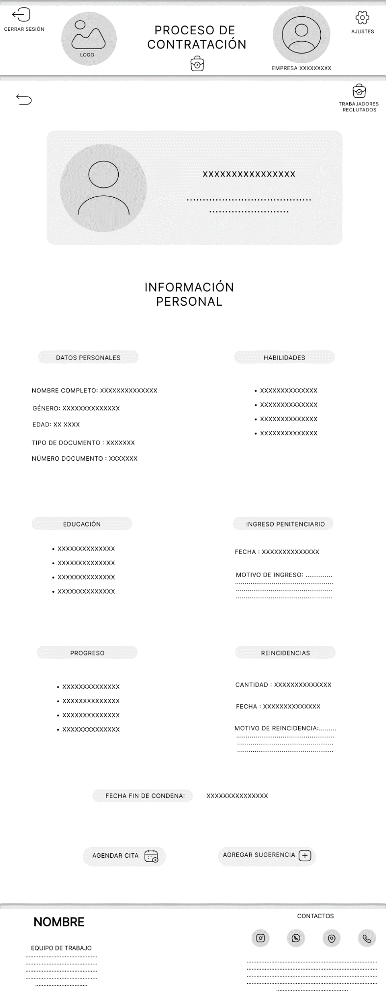 CERRAR SESIÓN
LOGO
PROCESO DE
CONTRATACIÓN
EMPRESA XXXXXXXXX
AJUSTES
TRABAJADORES
RECLUTADOS
XXXXXXXXXXXXXXXX
INFORMACIÓN
PERSONAL
DATOS PERSONALES
NOMBRE COMPLETO: XXXXXXXXXXXXXX
GÉNERO: XXXXXXXXXXXXXX
EDAD: XX XXXX
TIPO DE DOCUMENTO : XXXXXXX
NÚMERO DOCUMENTO : XXXXXXX
HABILIDADES
• XXXXXXXXXXXXXX
• XXXXXXXXXXXXXX
• XXXXXXXXXXXXXX
• XXXXXXXXXXXXXX
EDUCACIÓN
• XXXXXXXXXXXXXX
• XXXXXXXXXXXXXX
• XXXXXXXXXXXXXX
• XXXXXXXXXXXXXX
INGRESO PENITENCIARIO
FECHA : XXXXXXXXXXXXXX
MOTIVO DE INGRESO: .............
PROGRESO
• XXXXXXXXXXXXXX
• XXXXXXXXXXXXXX
• XXXXXXXXXXXXXX
• XXXXXXXXXXXXXX
REINCIDENCIAS
CANTIDAD : XXXXXXXXXXXXXX
FECHA : XXXXXXXXXXXXXX
MOTIVO DE REINCIDENCIA:.........
FECHA FIN DE CONDENA: XXXXXXXXXXXXXXX
AGENDAR CITA
AGREGAR SUGERENCIA
NOMBRE
EQUIPO DE TRABAJO
CONTACTOS